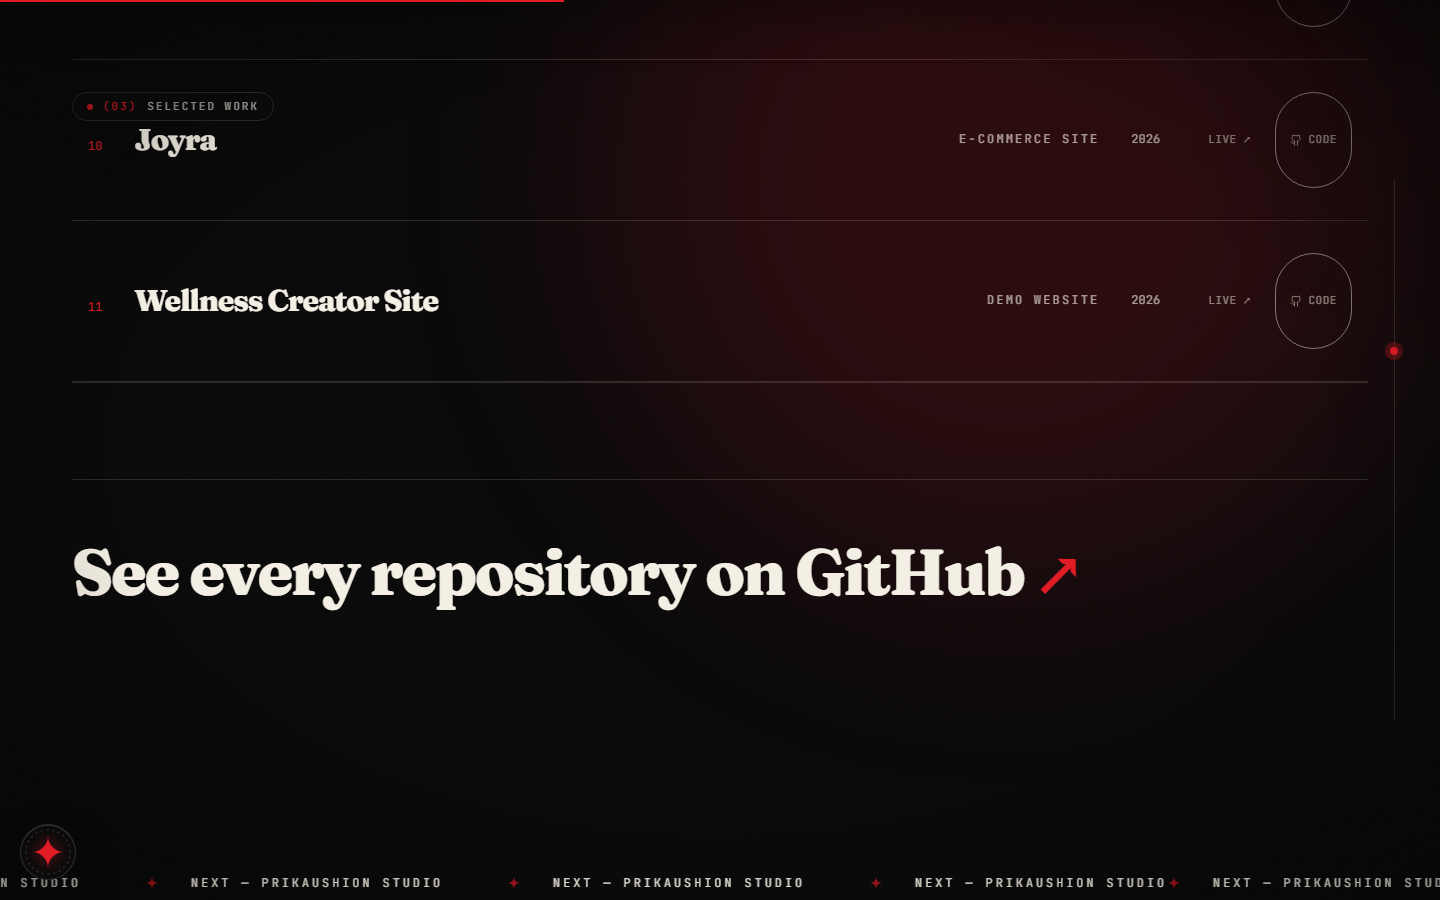 (03) SELECTED WORK
10 Joyra E-COMMERCE SITE 2026 LIVE ↗ CODE
11 Wellness Creator Site DEMO WEBSITE 2026 LIVE ↗ CODE
See every repository on GitHub ↗
N STUDIO ✦ NEXT — PRIKAUSHION STUDIO ✦ NEXT — PRIKAUSHION STUDIO ✦ NEXT — PRIKAUSHION STUDIO ✦ NEXT — PRIKAUSHION STUD